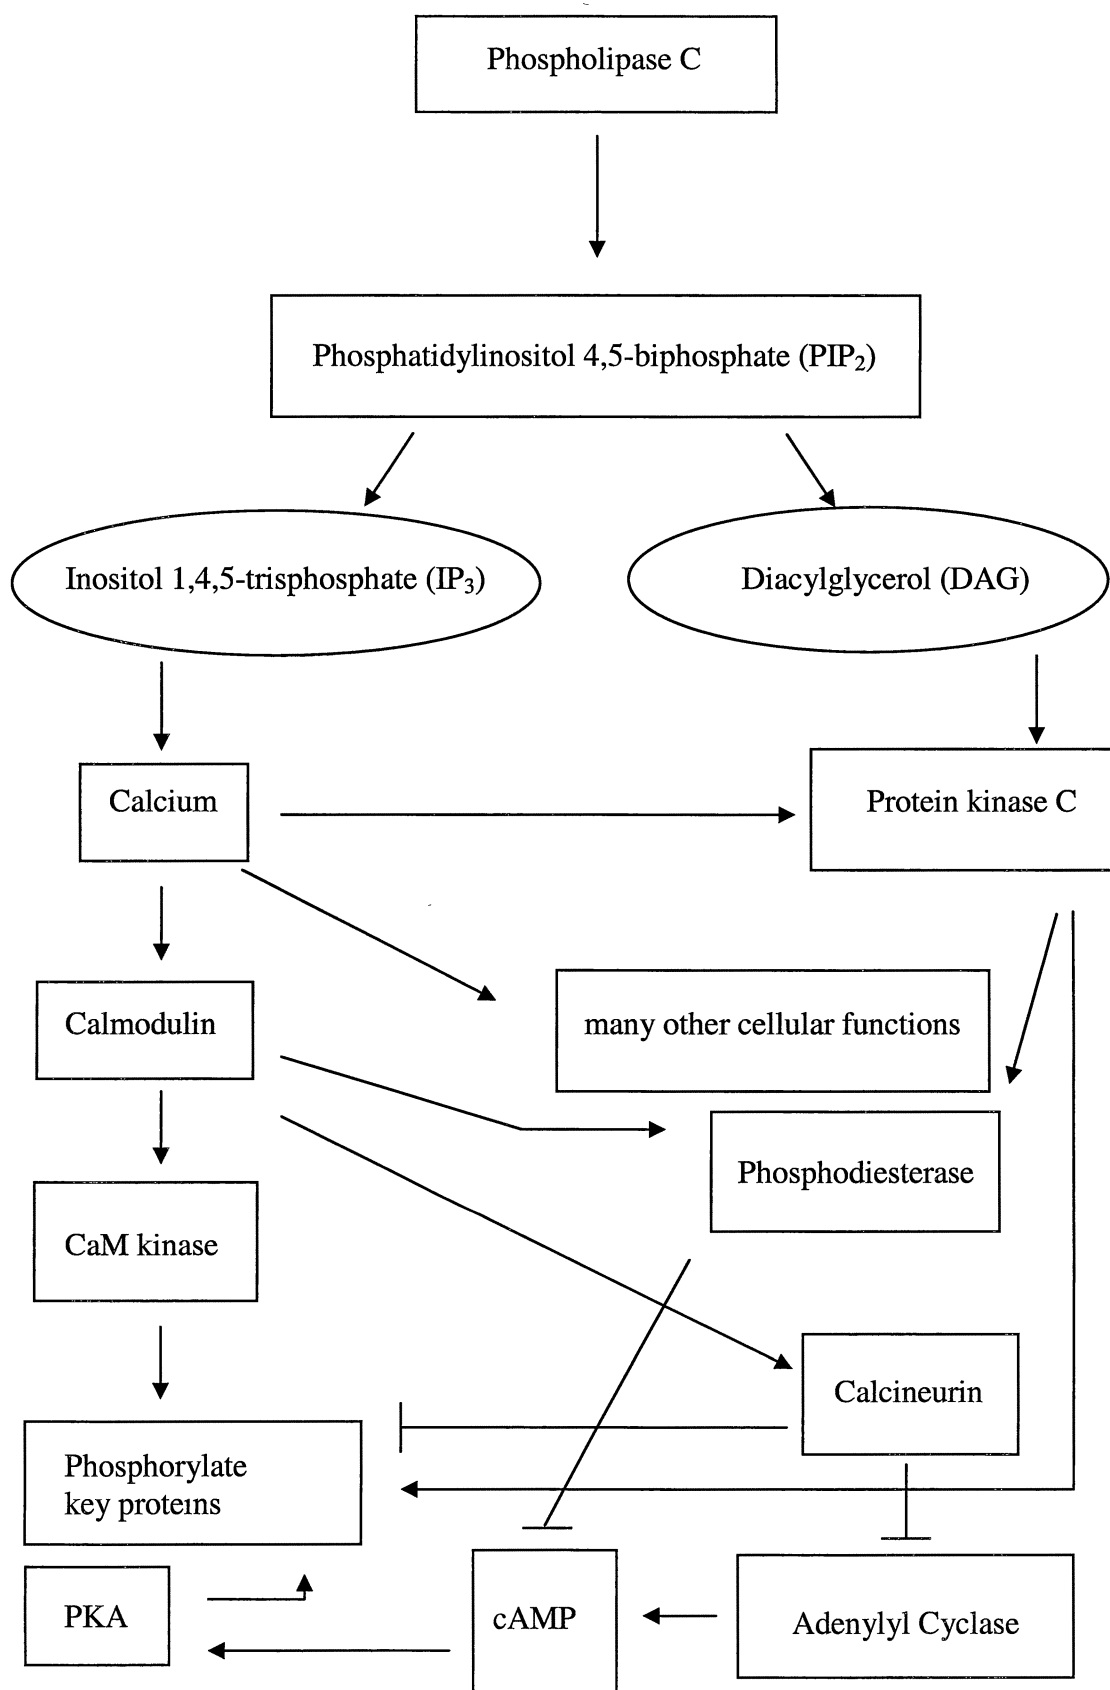 Phospholipase C
Phosphatidylinositol 4,5-biphosphate (PIP₂)
Inositol 1,4,5-trisphosphate (IP₃)
Diacylglycerol (DAG)
Calcium
Protein kinase C
Calmodulin
many other cellular functions
Phosphodiesterase
CaM kinase
Calcineurin
Phosphorylate
key proteins
PKA
cAMP
Adenylyl Cyclase